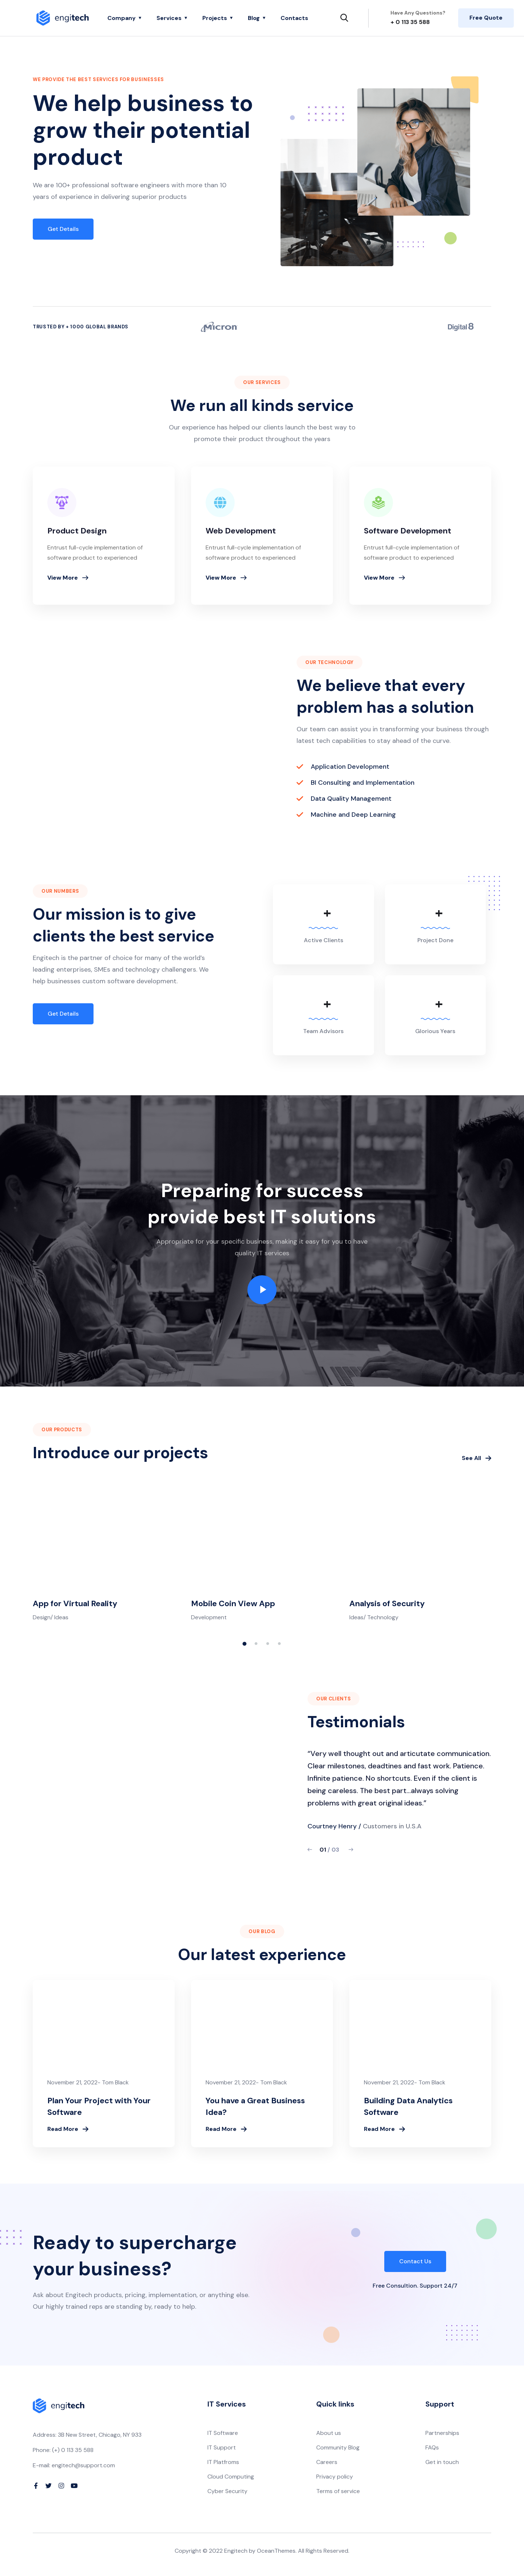 engitech
Company
Services
Projects
Blog
Contacts
Have Any Questions?
+ 0 113 35 588
Free Quote
WE PROVIDE THE BEST SERVICES FOR BUSINESSES
We help business to
grow their potential
product
We are 100+ professional software engineers with more than 10
years of experience in delivering superior products
Get Details
TRUSTED BY + 1000 GLOBAL BRANDS
Micron
Digital8
OUR SERVICES
We run all kinds service
Our experience has helped our clients launch the best way to
promote their product throughout the years
Product Design
Entrust full-cycle implementation of
software product to experienced
View More
Web Development
Entrust full-cycle implementation of
software product to experienced
View More
Software Development
Entrust full-cycle implementation of
software product to experienced
View More
OUR TECHNOLOGY
We believe that every
problem has a solution
Our team can assist you in transforming your business through
latest tech capabilities to stay ahead of the curve.
Application Development
BI Consulting and Implementation
Data Quality Management
Machine and Deep Learning
OUR NUMBERS
Our mission is to give
clients the best service
Engitech is the partner of choice for many of the world's
leading enterprises, SMEs and technology challengers. We
help businesses custom software development.
Get Details
+
Active Clients
+
Project Done
+
Team Advisors
+
Glorious Years
Preparing for success
provide best IT solutions
Appropriate for your specific business, making it easy for you to have
quality IT services
OUR PRODUCTS
Introduce our projects
See All
App for Virtual Reality
Design/ Ideas
Mobile Coin View App
Development
Analysis of Security
Ideas/ Technology
OUR CLIENTS
Testimonials
"Very well thought out and articutate communication.
Clear milestones, deadtines and fast work. Patience.
Infinite patience. No shortcuts. Even if the client is
being careless. The best part...always solving
problems with great original ideas."
Courtney Henry / Customers in U.S.A
01 / 03
OUR BLOG
Our latest experience
November 21, 2022- Tom Black
Plan Your Project with Your
Software
Read More
November 21, 2022- Tom Black
You have a Great Business
Idea?
Read More
November 21, 2022- Tom Black
Building Data Analytics
Software
Read More
Ready to supercharge
your business?
Ask about Engitech products, pricing, implementation, or anything else.
Our highly trained reps are standing by, ready to help.
Contact Us
Free Consultion. Support 24/7
engitech
Address: 3B New Street, Chicago, NY 933
Phone: (+) 0 113 35 588
E-mail: engitech@support.com
IT Services
IT Software
IT Support
IT Platfroms
Cloud Computing
Cyber Security
Quick links
About us
Community Blog
Careers
Privacy policy
Terms of service
Support
Partnerships
FAQs
Get in touch
Copyright © 2022 Engitech by OceanThemes. All Rights Reserved.